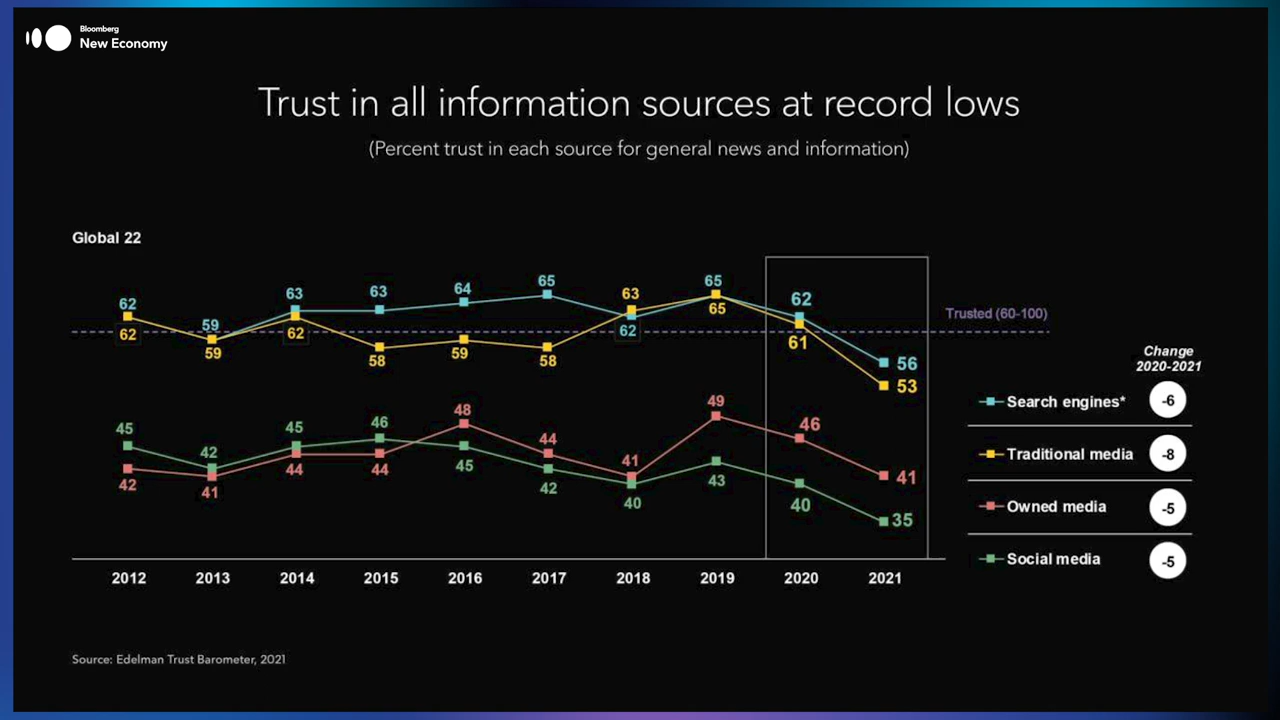 Bloomberg
New Economy
Trust in all information sources at record lows
(Percent trust in each source for general news and information)
Global 22
62 59 63 63 64 65 63 65 62 56
62 59 62 58 59 58 62 65 61 53
Trusted (60-100)
45 42 45 46 48 44 41 49 46 41
42 41 44 44 45 42 40 43 40 35
Change
2020-2021
Search engines* -6
Traditional media -8
Owned media -5
Social media -5
2012 2013 2014 2015 2016 2017 2018 2019 2020 2021
Source: Edelman Trust Barometer, 2021